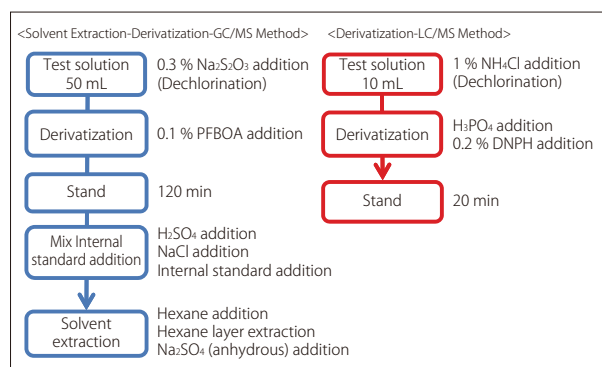 <Solvent Extraction-Derivatization-GC/MS Method>
Test solution
50 mL
0.3 % Na₂S₂O₃ addition
(Dechlorination)
Derivatization
0.1 % PFBOA addition
Stand
120 min
Mix Internal
standard addition
H₂SO₄ addition
NaCl addition
Internal standard addition
Solvent
extraction
Hexane addition
Hexane layer extraction
Na₂SO₄ (anhydrous) addition
<Derivatization-LC/MS Method>
Test solution
10 mL
1 % NH₄Cl addition
(Dechlorination)
Derivatization
H₃PO₄ addition
0.2 % DNPH addition
Stand
20 min